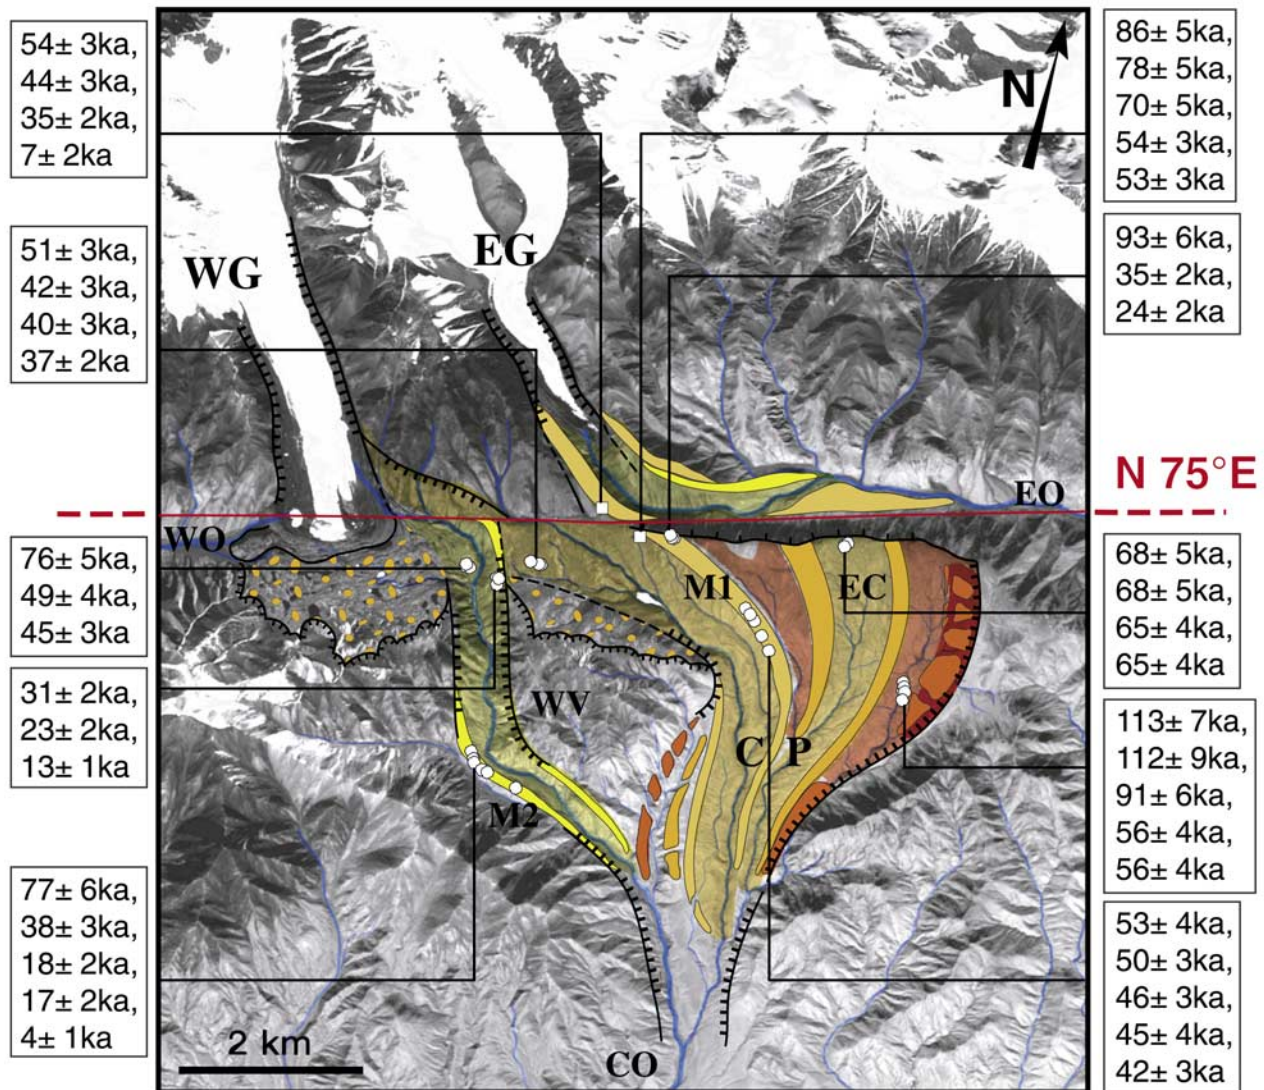 54± 3ka,
44± 3ka,
35± 2ka,
7± 2ka
51± 3ka,
42± 3ka,
40± 3ka,
37± 2ka
76± 5ka,
49± 4ka,
45± 3ka
31± 2ka,
23± 2ka,
13± 1ka
77± 6ka,
38± 3ka,
18± 2ka,
17± 2ka,
4± 1ka
N
WG
EG
WO
EO
M1
EC
WV
C P
M2
CO
2 km
86± 5ka,
78± 5ka,
70± 5ka,
54± 3ka,
53± 3ka
93± 6ka,
35± 2ka,
24± 2ka
N 75°E
68± 5ka,
68± 5ka,
65± 4ka,
65± 4ka
113± 7ka,
112± 9ka,
91± 6ka,
56± 4ka,
56± 4ka
53± 4ka,
50± 3ka,
46± 3ka,
45± 4ka,
42± 3ka